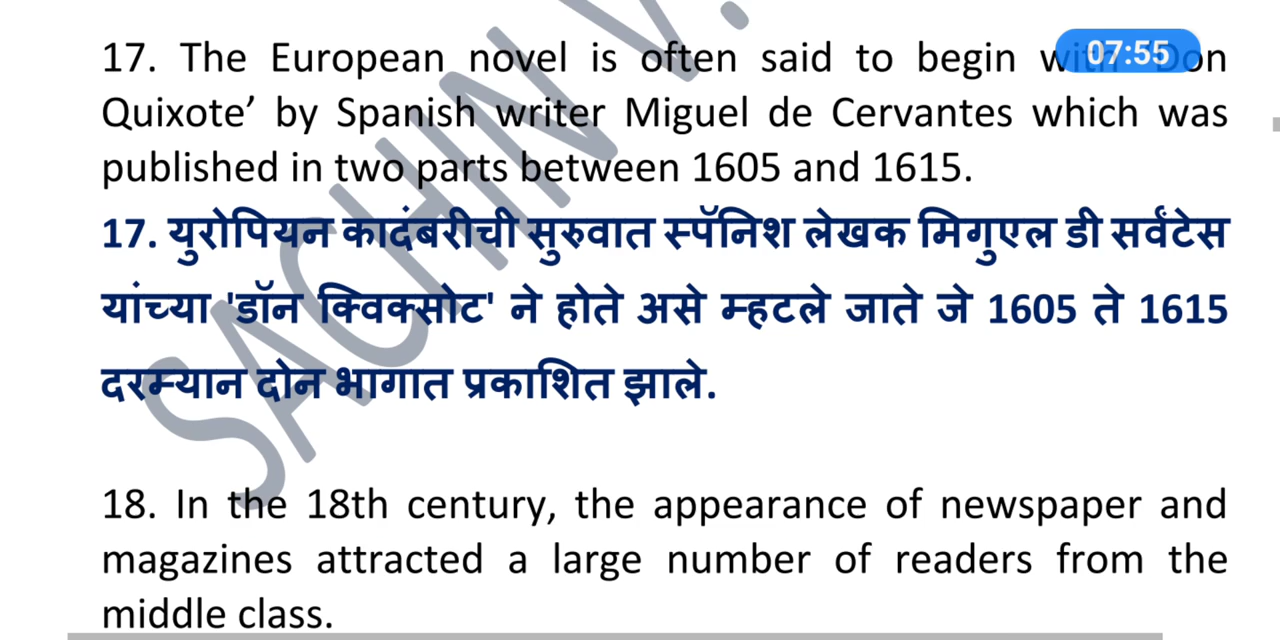 17. The European novel is often said to begin with 'Don
07:55
Quixote’ by Spanish writer Miguel de Cervantes which was
published in two parts between 1605 and 1615.
17. युरोपियन कादंबरीची सुरुवात स्पॅनिश लेखक मिगुएल डी सर्वंटेस
यांच्या 'डॉन क्विक्सोट' ने होते असे म्हटले जाते जे 1605 ते 1615
दरम्यान दोन भागात प्रकाशित झाले.
18. In the 18th century, the appearance of newspaper and
magazines attracted a large number of readers from the
middle class.
SACHIN V.